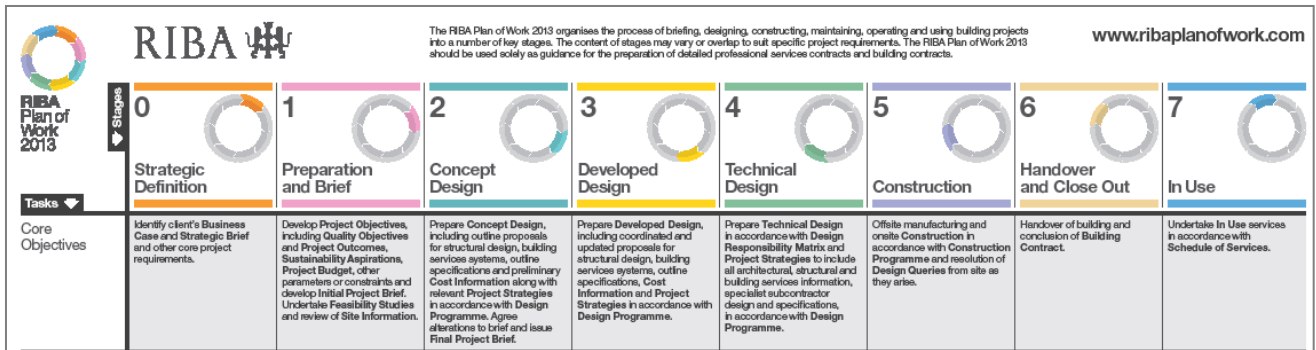 RIBA
The RIBA Plan of Work 2013 organises the process of briefing, designing, constructing, maintaining, operating and using building projects
into a number of key stages. The content of stages may vary or overlap to suit specific project requirements. The RIBA Plan of Work 2013
should be used solely as guidance for the preparation of detailed professional services contracts and building contracts.
www.ribaplanofwork.com
RIBA
Plan of
Work
2013
Stages
0
Strategic
Definition
1
Preparation
and Brief
2
Concept
Design
3
Developed
Design
4
Technical
Design
5
Construction
6
Handover
and Close Out
7
In Use
Tasks
Core
Objectives
Identify client's Business
Case and Strategic Brief
and other core project
requirements.
Develop Project Objectives,
including Quality Objectives
and Project Outcomes,
Sustainability Aspirations,
Project Budget, other
parameters or constraints and
develop Initial Project Brief.
Undertake Feasibility Studies
and review of Site Information.
Prepare Concept Design,
including outline proposals
for structural design, building
services systems, outline
specifications and preliminary
Cost Information along with
relevant Project Strategies
in accordance with Design
Programme. Agree
alterations to brief and issue
Final Project Brief.
Prepare Developed Design,
including coordinated and
updated proposals for
structural design, building
services systems, outline
specifications, Cost
Information and Project
Strategies in accordance with
Design Programme.
Prepare Technical Design
in accordance with Design
Responsibility Matrix and
Project Strategies to include
all architectural, structural and
building services information,
specialist subcontractor
design and specifications,
in accordance with Design
Programme.
Offsite manufacturing and
onsite Construction in
accordance with Construction
Programme and resolution of
Design Queries from site as
they arise.
Handover of building and
conclusion of Building
Contract.
Undertake In Use services
in accordance with
Schedule of Services.